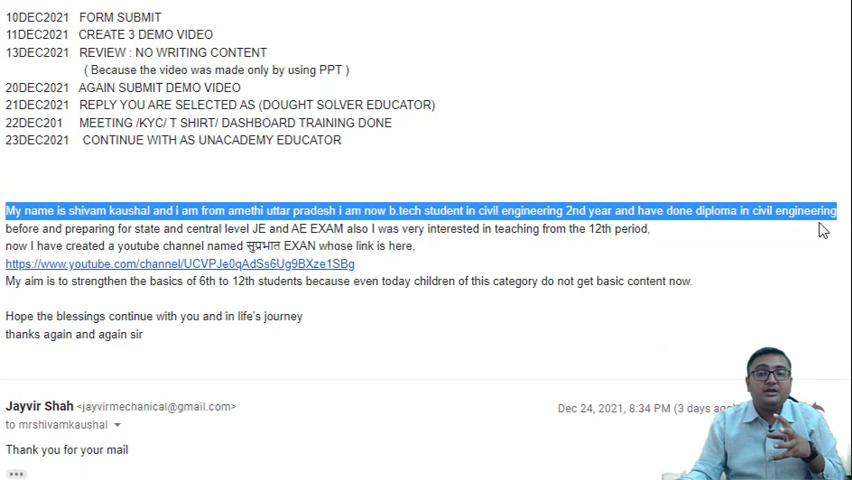 10DEC2021 FORM SUBMIT
11DEC2021 CREATE 3 DEMO VIDEO
13DEC2021 REVIEW : NO WRITING CONTENT
( Because the video was made only by using PPT )
20DEC2021 AGAIN SUBMIT DEMO VIDEO
21DEC2021 REPLY YOU ARE SELECTED AS (DOUGHT SOLVER EDUCATOR)
22DEC201 MEETING /KYC/ T SHIRT/ DASHBOARD TRAINING DONE
23DEC2021 CONTINUE WITH AS UNACADEMY EDUCATOR
My name is shivam kaushal and i am from amethi uttar pradesh i am now b.tech student in civil engineering 2nd year and have done diploma in civil engineering
before and preparing for state and central level JE and AE EXAM also I was very interested in teaching from the 12th period,
now I have created a youtube channel named सुप्रभात EXAN whose link is here,
https://www.youtube.com/channel/UCVPJe0qAdSs6Ug9BXze1SBg
My aim is to strengthen the basics of 6th to 12th students because even today children of this category do not get basic content now.
Hope the blessings continue with you and in life's journey
thanks again and again sir
Jayvir Shah <jayvirmechanical@gmail.com>
Dec 24, 2021, 8:34 PM (3 days
to mrshivamkaushal
Thank you for your mail